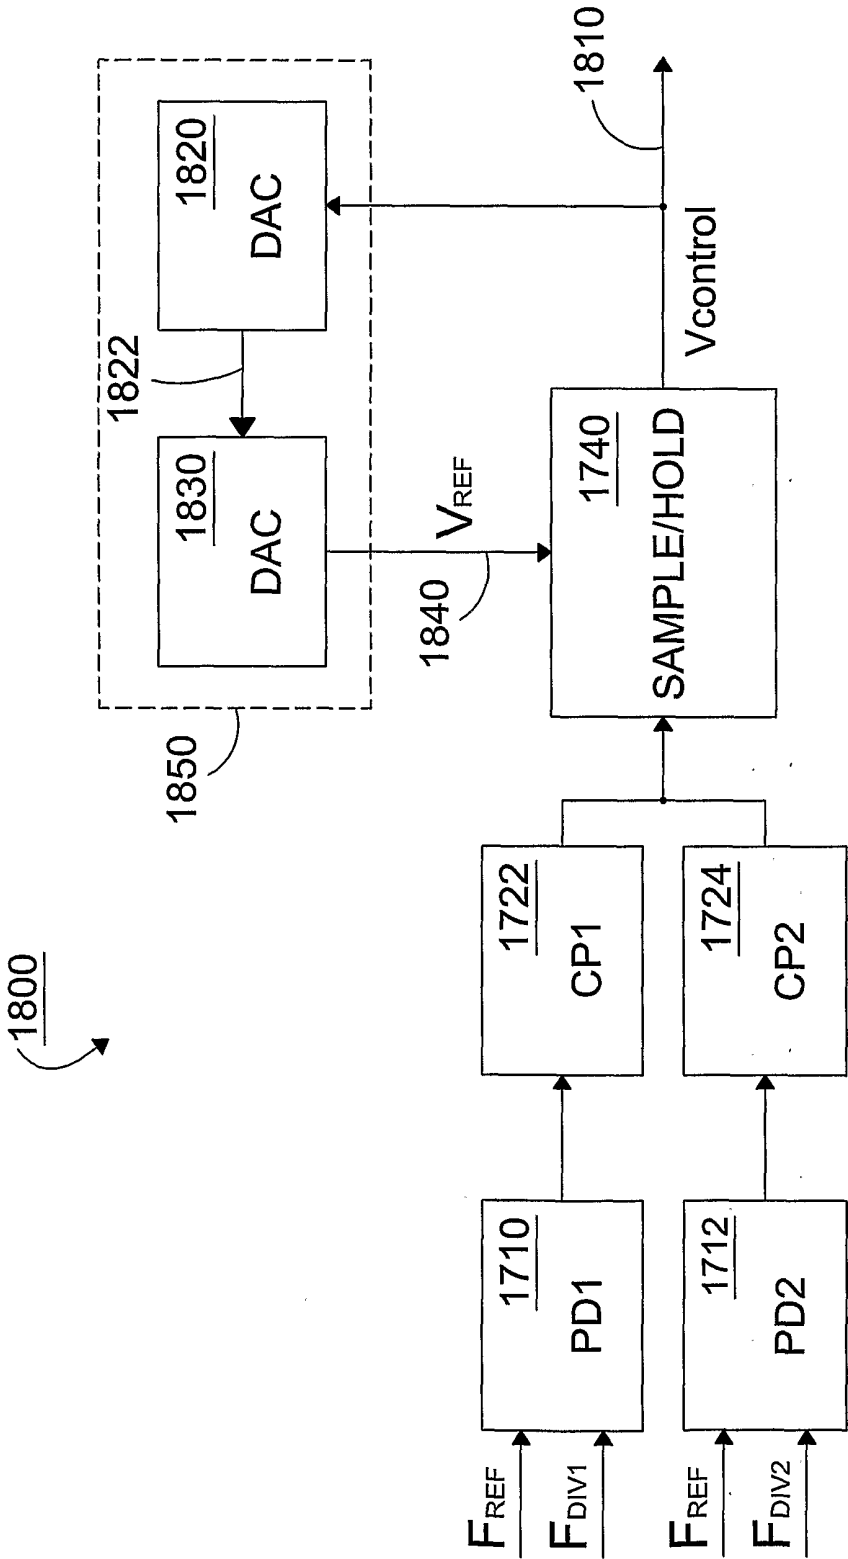 1800
1850
1830
DAC
1822
1820
DAC
1840
VREF
1810
FREF
FDIV1
1710
PD1
1722
CP1
1740
SAMPLE/HOLD
Vcontrol
FREF
FDIV2
1712
PD2
1724
CP2